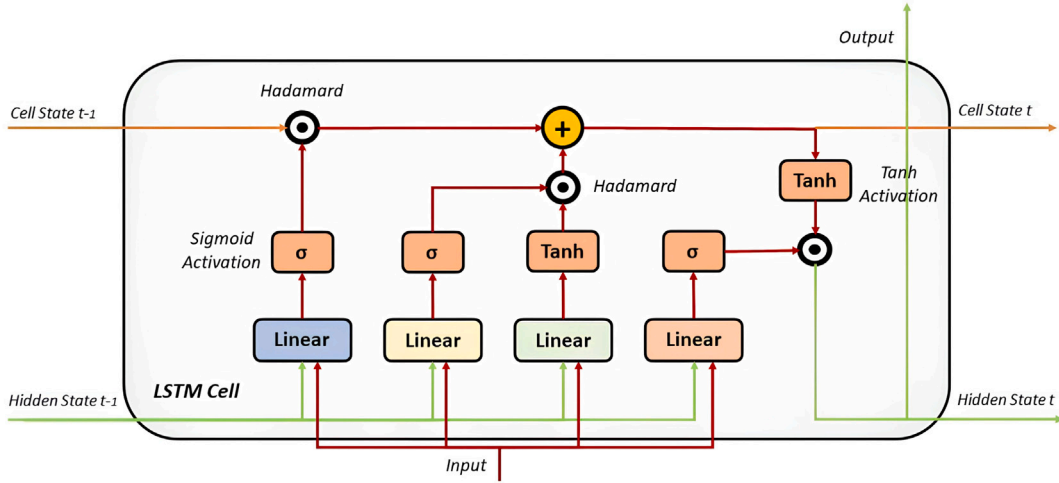 Output
Hadamard
Cell State t-1
Cell State t
+
Tanh
Tanh
Activation
Hadamard
Sigmoid
Activation
σ
σ
Tanh
σ
Linear
Linear
Linear
Linear
LSTM Cell
Hidden State t-1
Hidden State t
Input